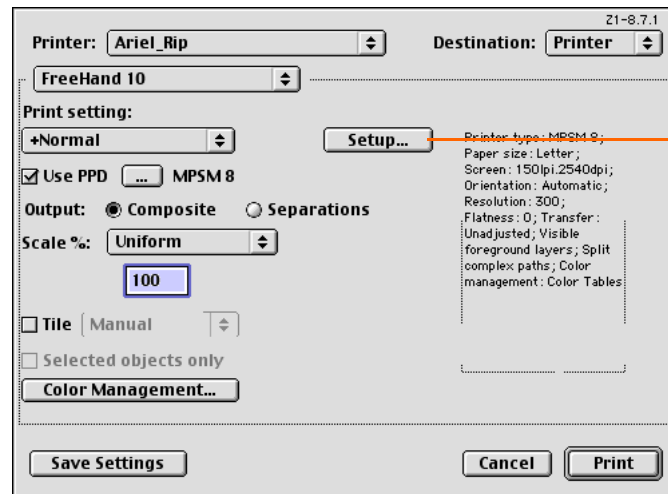 Z1-8.7.1
Printer: Ariel_Rip Destination: Printer
FreeHand 10
Print setting:
+Normal Setup...
Use PPD ... MPSM 8
Output: Composite Separations
Scale %: Uniform
100
Tile Manual
Selected objects only
Color Management...
Printer type: MPSM 8;
Paper size: Letter;
Screen: 150lpi.2540dpi;
Orientation: Automatic;
Resolution: 300;
Flatness: 0; Transfer:
Unadjusted; Visible
foreground layers; Split
complex paths; Color
management: Color Tables
Save Settings Cancel Print